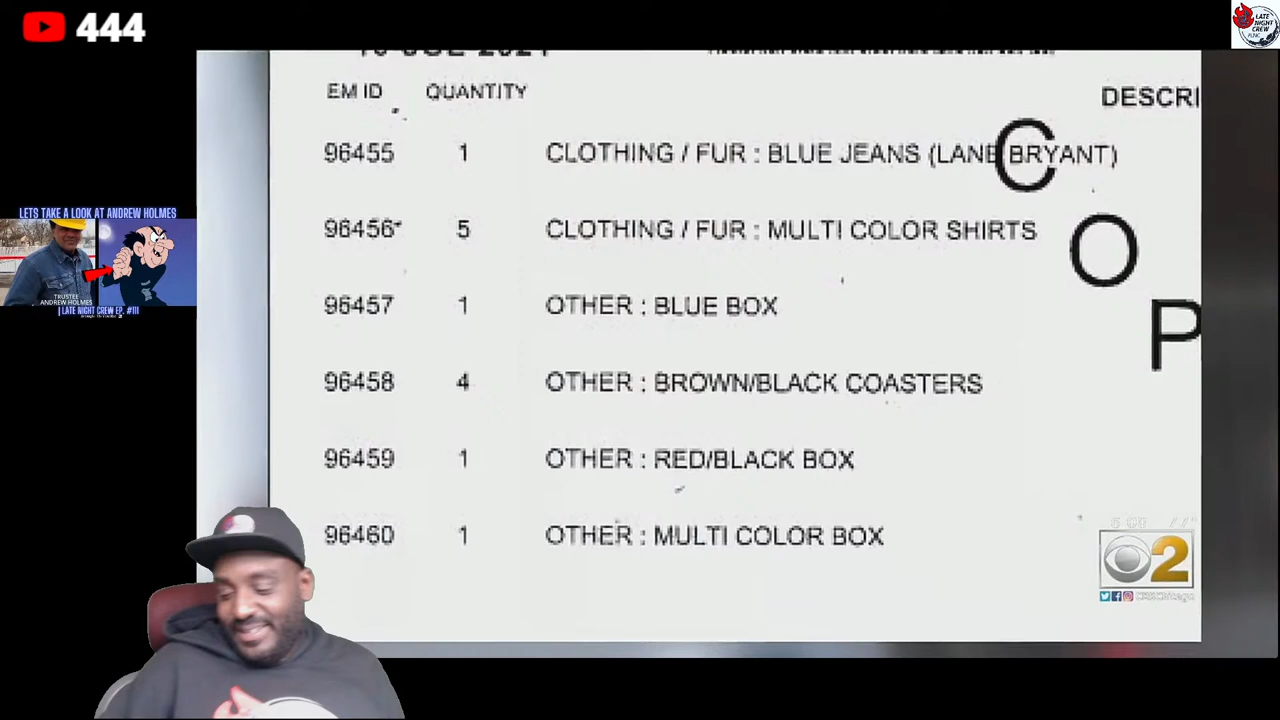 444
LATE
NIGHT
CREW
DESCRI
EM ID QUANTITY
96455 1 CLOTHING / FUR : BLUE JEANS (LANE BRYANT)
C
96456 5 CLOTHING / FUR : MULTI COLOR SHIRTS
O
LETS TAKE A LOOK AT ANDREW HOLMES
TRUSTEE
ANDREW HOLMES
| LATE NIGHT CREW EP. #111
96457 1 OTHER : BLUE BOX
P
96458 4 OTHER : BROWN/BLACK COASTERS
96459 1 OTHER : RED/BLACK BOX
96460 1 OTHER : MULTI COLOR BOX
2